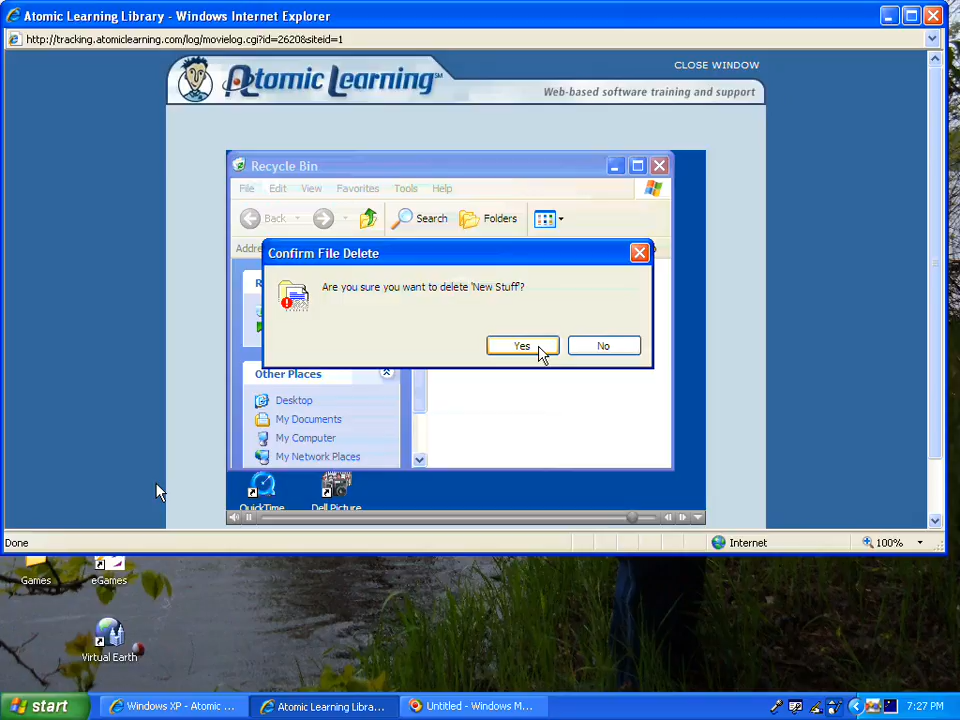 Atomic Learning Library - Windows Internet Explorer
http://tracking.atomiclearning.com/log/movielog.cgi?id=2620&siteid=1
CLOSE WINDOW
Atomic Learning SM
Web-based software training and support
Recycle Bin
File Edit View Favorites Tools Help
Back Search Folders
Addre
Confirm File Delete
Are you sure you want to delete 'New Stuff'?
Yes No
Other Places
Desktop
My Documents
My Computer
My Network Places
QuickTime Dell Picture
Done Internet 100%
Games eGames
Virtual Earth
start Windows XP - Atomic ... Atomic Learning Libra... Untitled - Windows M... 7:27 PM